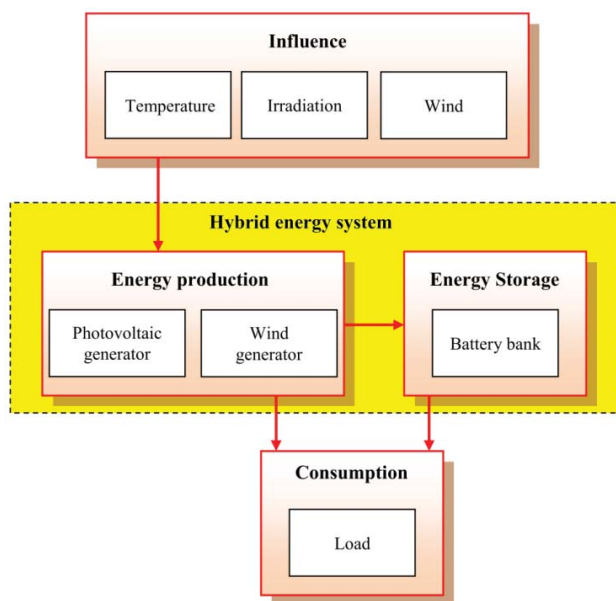 Influence
Temperature
Irradiation
Wind
Hybrid energy system
Energy production
Photovoltaic
generator
Wind
generator
Energy Storage
Battery bank
Consumption
Load